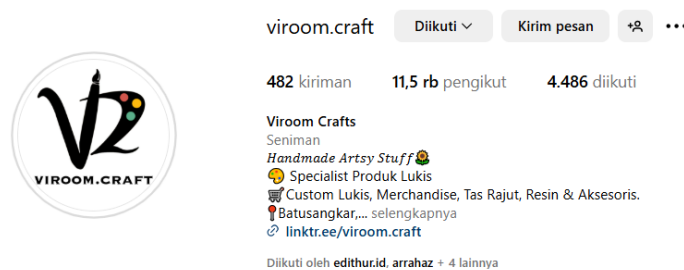 viroom.craft Diikuti Kirim pesan
482 kiriman 11,5 rb pengikut 4.486 diikuti
VR
VIROOM.CRAFT
Viroom Crafts
Seniman
𝐻𝑎𝑛𝑑𝑚𝑎𝑑𝑒 𝐴𝑟𝑡𝑠𝑦 𝑆𝑡𝑢𝑓𝑓🌻
🎨 Specialist Produk Lukis
🛒Custom Lukis, Merchandise, Tas Rajut, Resin & Aksesoris.
📍Batusangkar,... selengkapnya
linktr.ee/viroom.craft
Diikuti oleh edithur.id, arrahaz + 4 lainnya